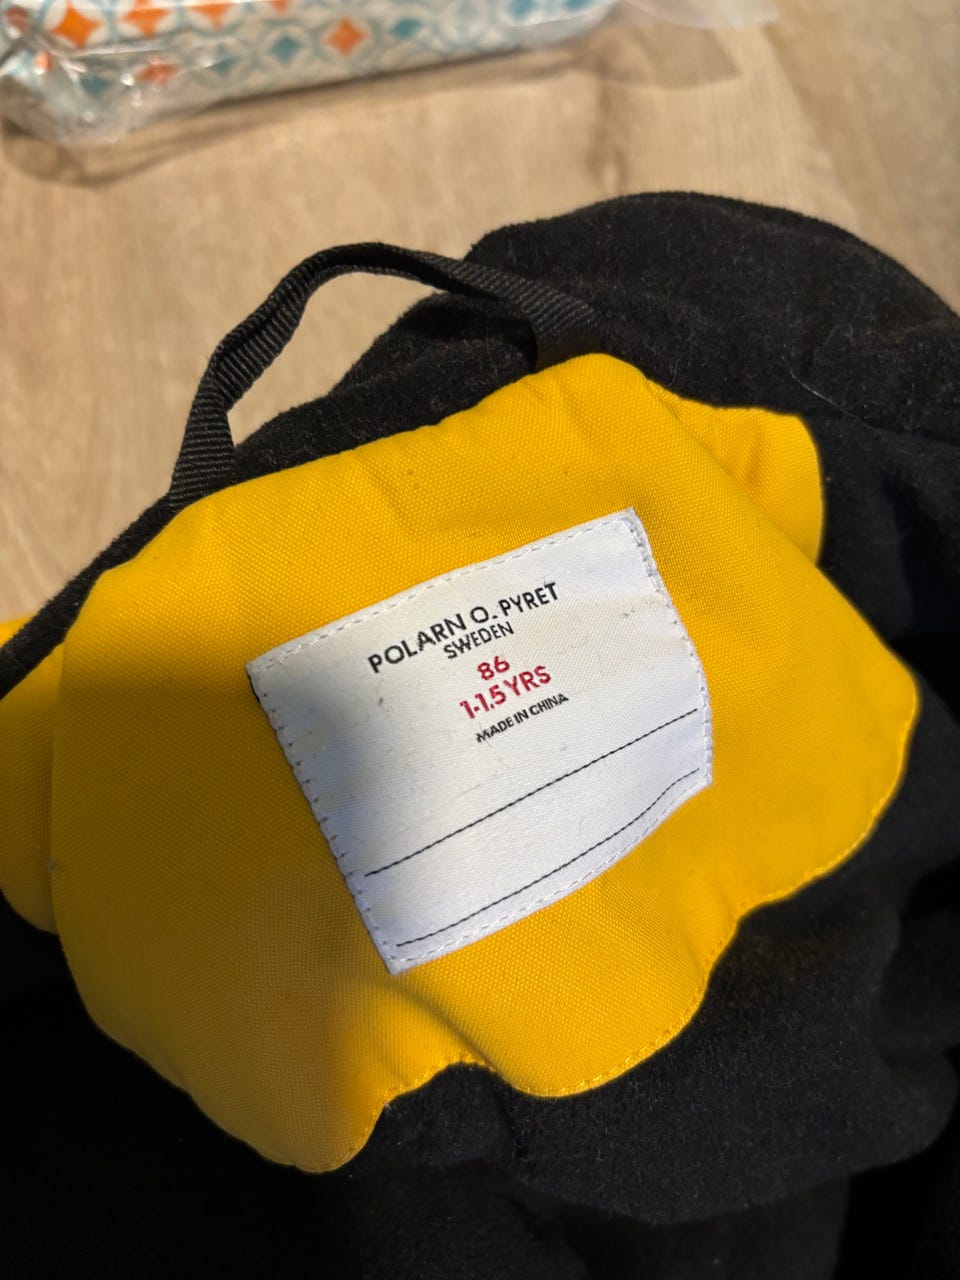 POLARN O. PYRET
SWEDEN
86
1-1.5 YRS
MADE IN CHINA